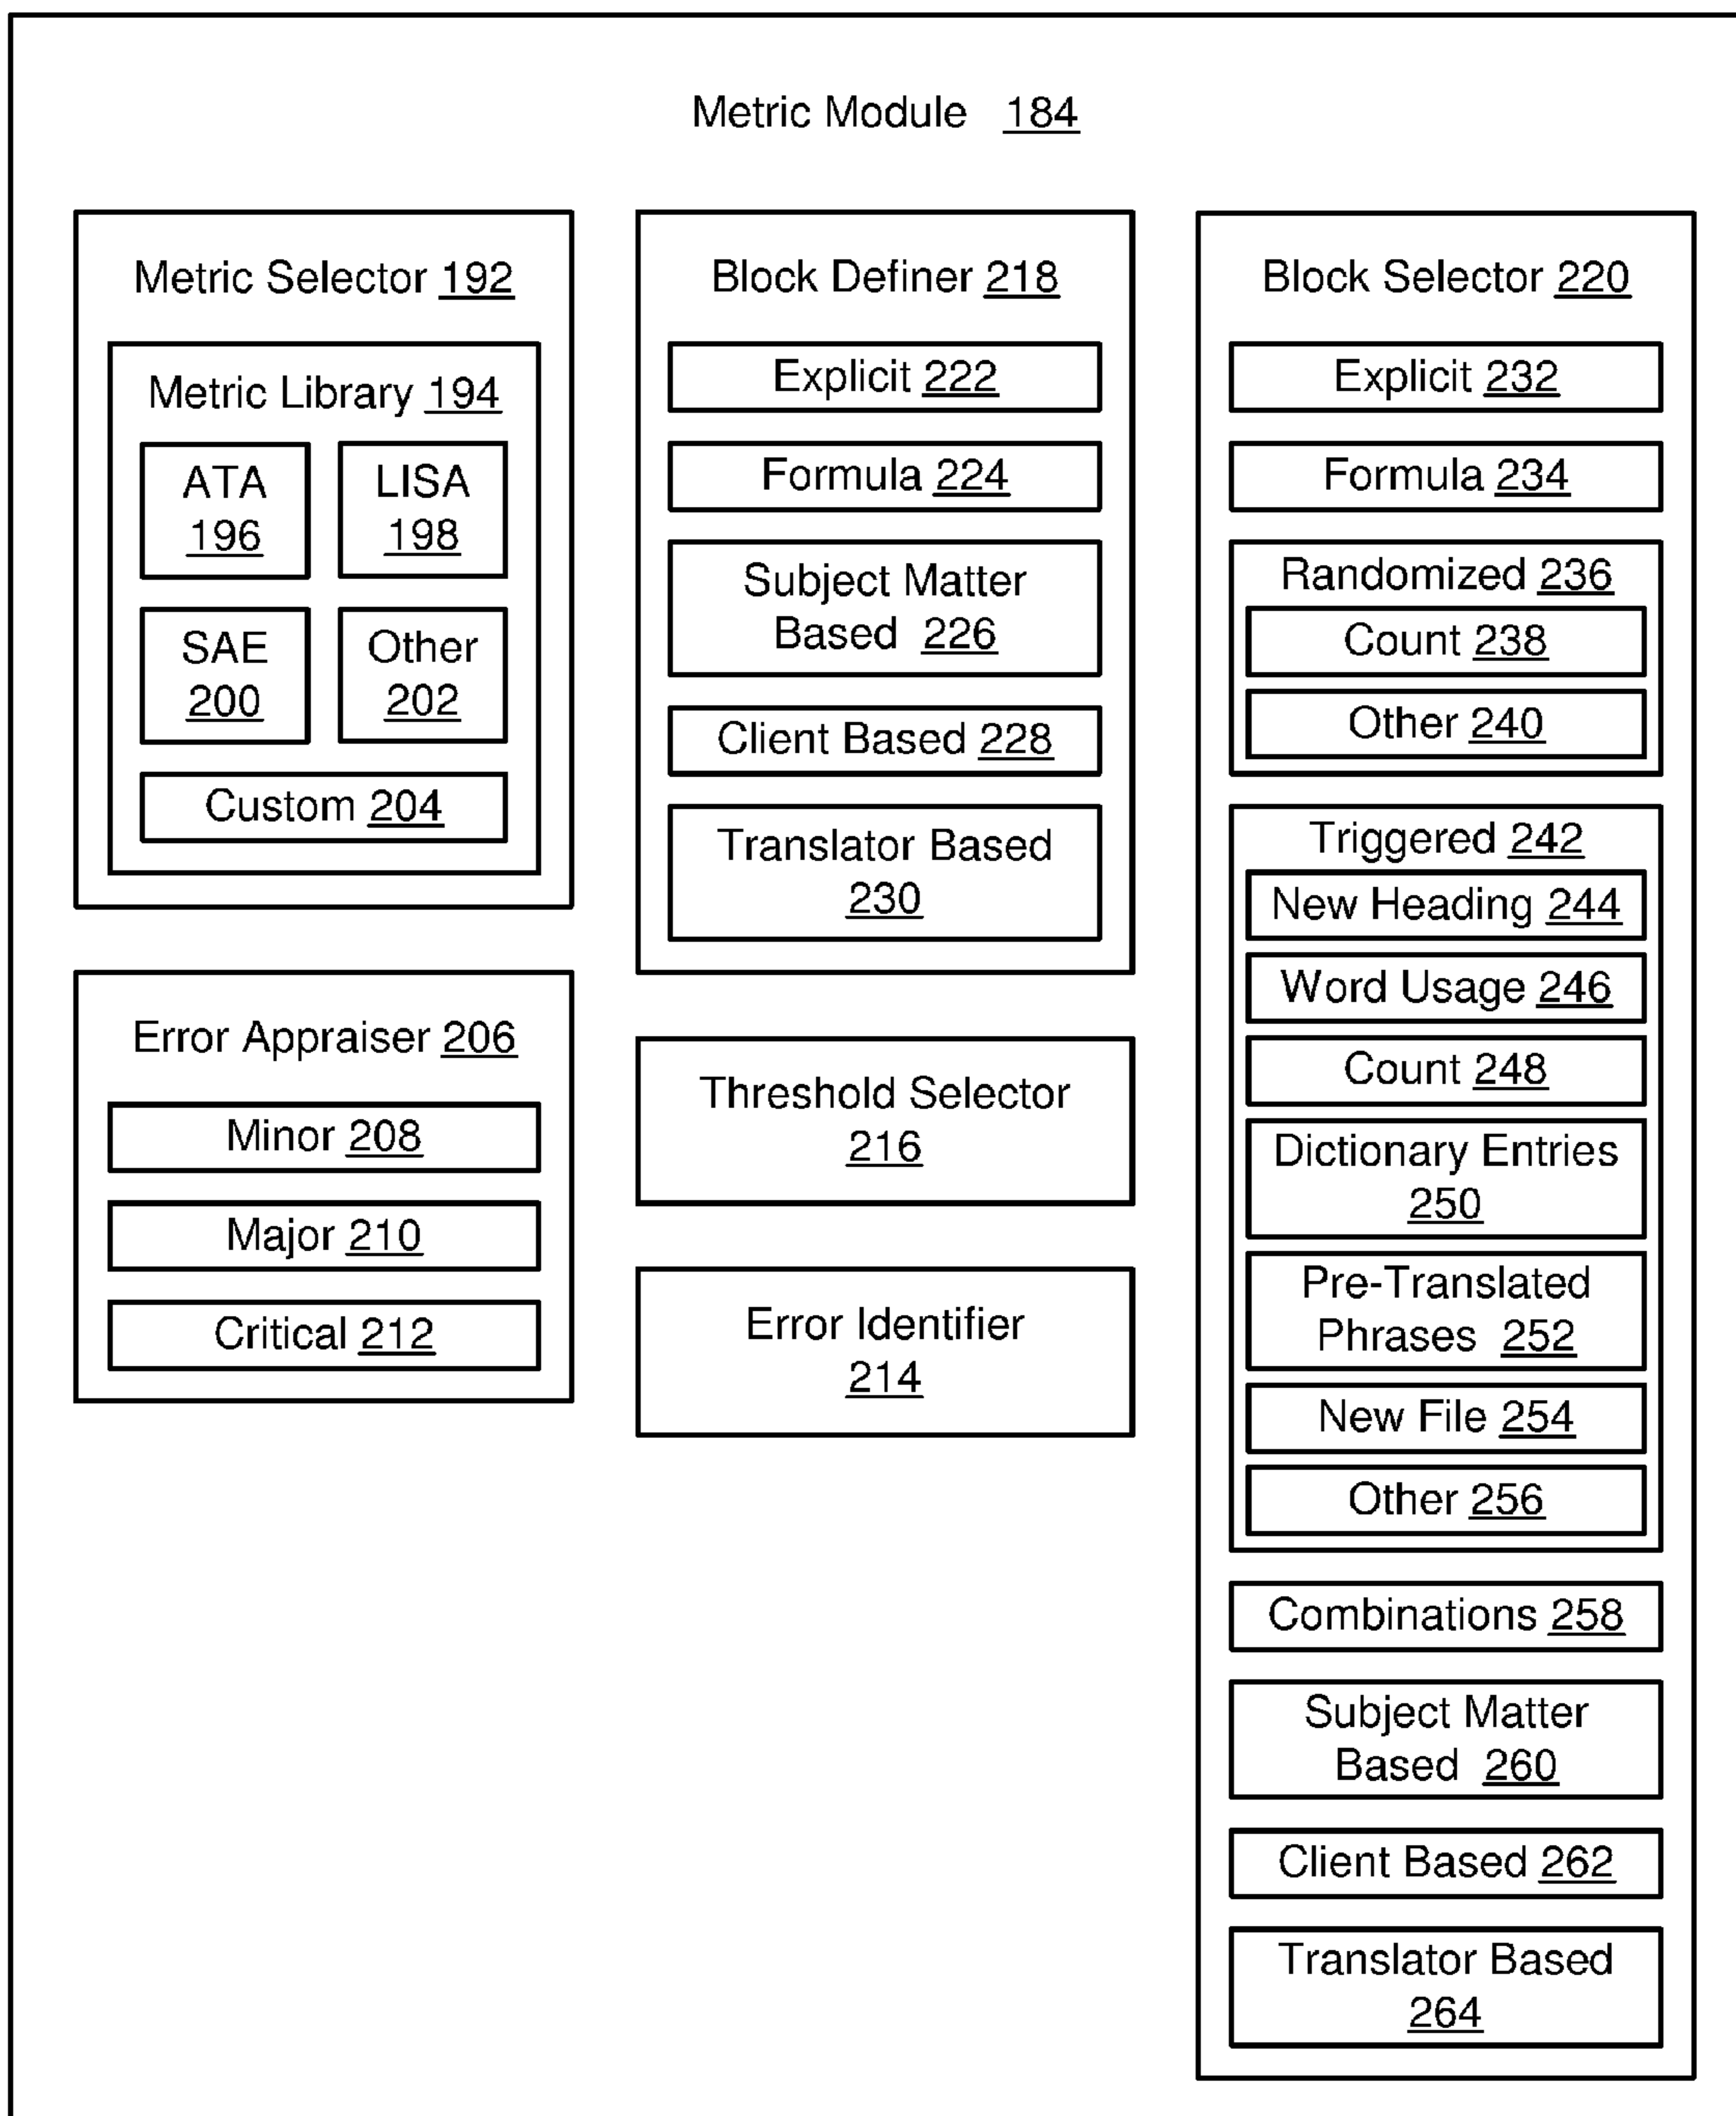 Metric Module 184
Metric Selector 192
Metric Library 194
ATA
196
LISA
198
SAE
200
Other
202
Custom 204
Error Appraiser 206
Minor 208
Major 210
Critical 212
Block Definer 218
Explicit 222
Formula 224
Subject Matter
Based 226
Client Based 228
Translator Based
230
Threshold Selector
216
Error Identifier
214
Block Selector 220
Explicit 232
Formula 234
Randomized 236
Count 238
Other 240
Triggered 242
New Heading 244
Word Usage 246
Count 248
Dictionary Entries
250
Pre-Translated
Phrases 252
New File 254
Other 256
Combinations 258
Subject Matter
Based 260
Client Based 262
Translator Based
264